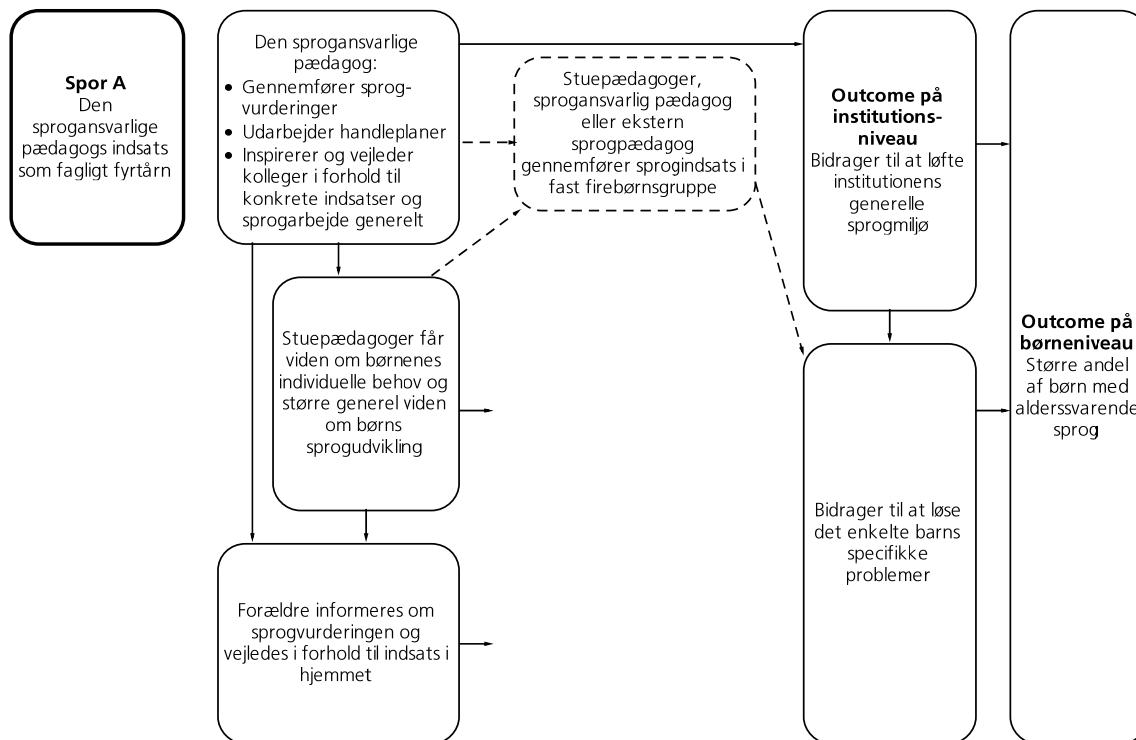 Spor A
Den
sprogansvarlige
pædagogs indsats
som fagligt fyrtårn
Den sprogansvarlige
pædagog:
• Gennemfører sprog-
vurderinger
• Udarbejder handleplaner
• Inspirerer og vejleder
kolleger i forhold til
konkrete indsatser og
sprogarbejde generelt
Stuepædagoger,
sprogansvarlig pædagog
eller ekstern
sprogpædagog
gennemfører sprogindsats i
fast firebørnsgruppe
Outcome på
institutions-
niveau
Bidrager til at løfte
institutionens
generelle
sprogmiljø
Outcome på
børneniveau
Større andel
af børn med
alderssvarende
sprog
Stuepædagoger får
viden om børnenes
individuelle behov og
større generel viden
om børns
sprogudvikling
Bidrager til at løse
det enkelte barns
specifikke
problemer
Forældre informeres om
sprogvurderingen og
vejledes i forhold til indsats i
hjemmet